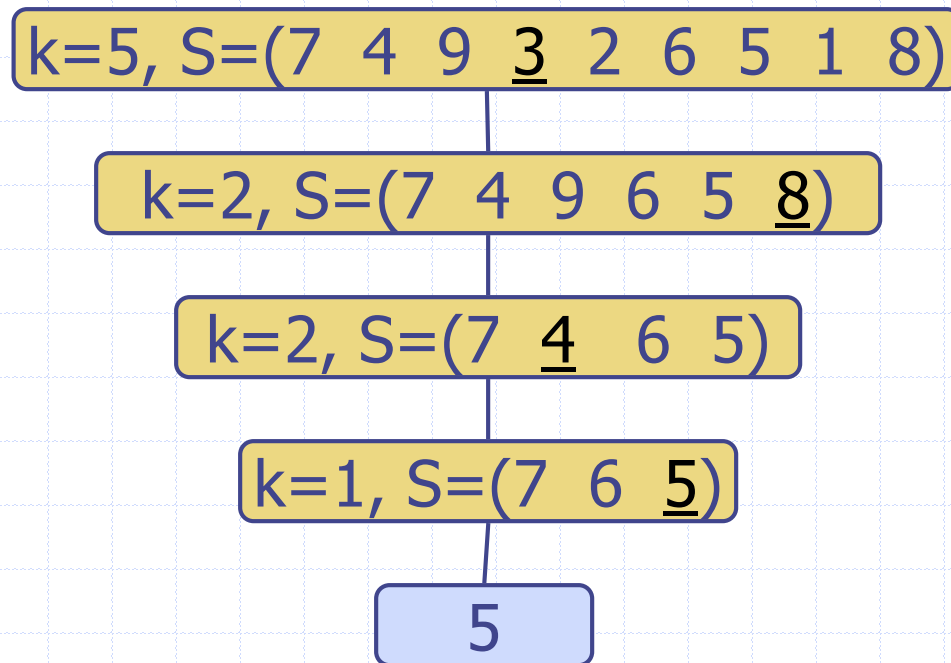 k=5, S=(7 4 9 3 2 6 5 1 8)
k=2, S=(7 4 9 6 5 8)
k=2, S=(7 4 6 5)
k=1, S=(7 6 5)
5